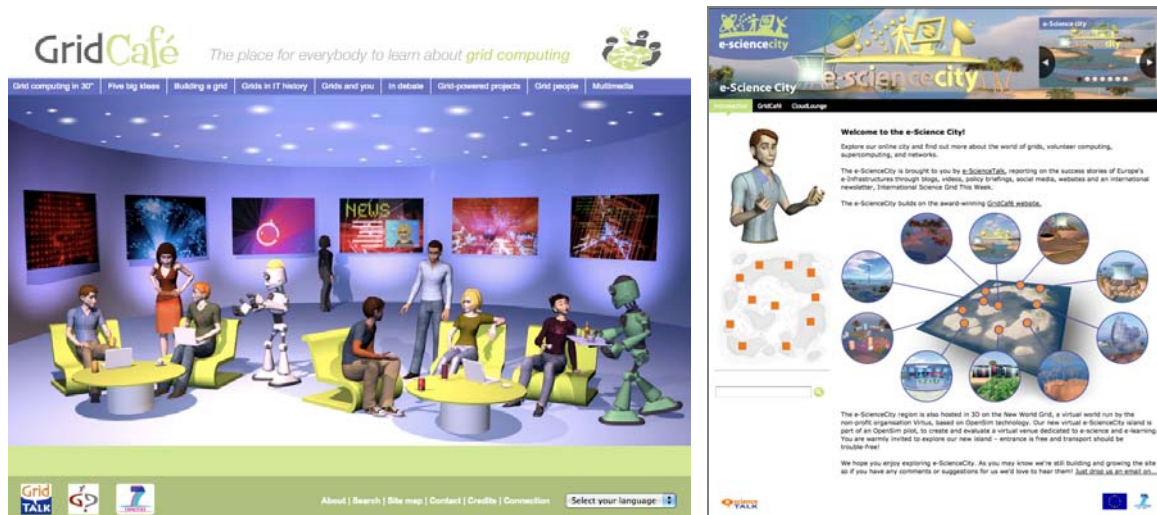 GridCafé
The place for everybody to learn about grid computing
Grid computing in 30" Five big ideas Building a grid Grids in IT history Grids and you In debate Grid-powered projects Grid people Multimedia
NEWS
Grid
TALK
About | Search | Site map | Contact | Credits | Connection
Select your language
e-sciencecity
e-Science city
e-sciencecity
e-Science City
GridCafé CloudLounge
Welcome to the e-Science City!
Explore our online city and find out more about the world of grids, volunteer computing,
supercomputing, and networks.
The e-ScienceCity is brought to you by e-ScienceTalk, reporting on the success stories of Europe's
e-Infrastructures through blogs, videos, policy briefings, social media, websites and an international
newsletter, International Science Grid This Week.
The e-ScienceCity builds on the award-winning GridCafé website.
The e-ScienceCity region is also hosted in 3D on the New World Grid, a virtual world run by the
non-profit organisation Virtus, based on OpenSim technology. Our new virtual e-ScienceCity island is
part of an OpenSim pilot, to create and evaluate a virtual venue dedicated to e-science and e-learning.
You are warmly invited to explore our new island – entrance is free and transport should be
trouble-free!
We hope you enjoy exploring e-ScienceCity. As you may know we're still building and growing the site
so if you have any comments or suggestions for us we'd love to hear them! Just drop us an email on...
science
TALK